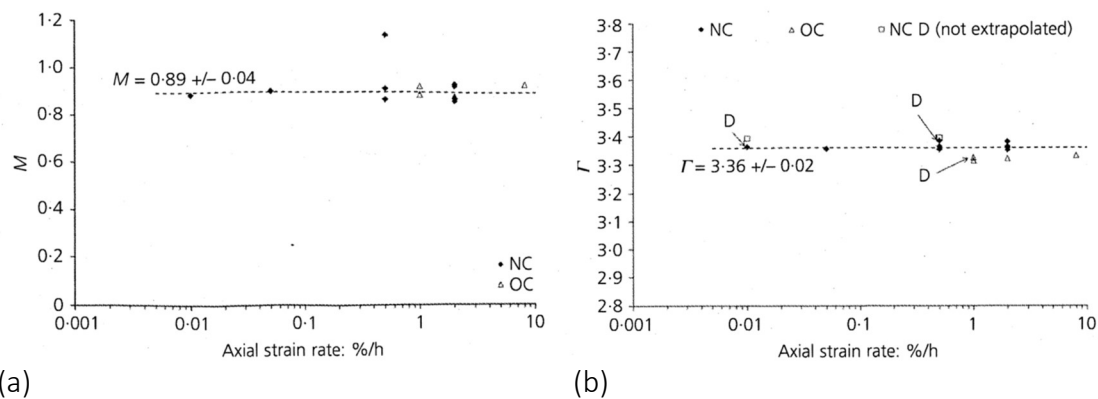 1·2
1·0
0·8
0·6
0·4
0·2
0
M
M = 0·89 +/– 0·04
NC
OC
0·001
0·01
0·1
1
10
Axial strain rate: %/h
(a)
3.8
3.7
3.6
3.5
3.4
3.3
3.2
3.1
3.0
2.9
2.8
Γ
NC
OC
NC D (not extrapolated)
D
D
D
Γ = 3·36 +/– 0·02
0·001
0·01
0·1
1
10
Axial strain rate: %/h
(b)